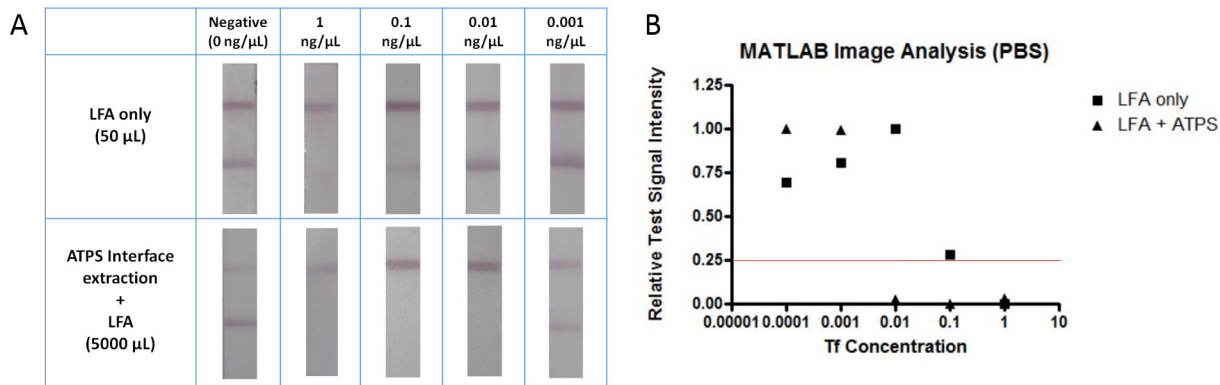 A
Negative
(0 ng/µL)
1
ng/µL
0.1
ng/µL
0.01
ng/µL
0.001
ng/µL
LFA only
(50 µL)
ATPS Interface
extraction
+
LFA
(5000 µL)
B
MATLAB Image Analysis (PBS)
Relative Test Signal Intensity
1.25
1.00
0.75
0.50
0.25
0.00
0.00001
0.0001
0.001
0.01
0.1
1
10
Tf Concentration
LFA only
LFA + ATPS